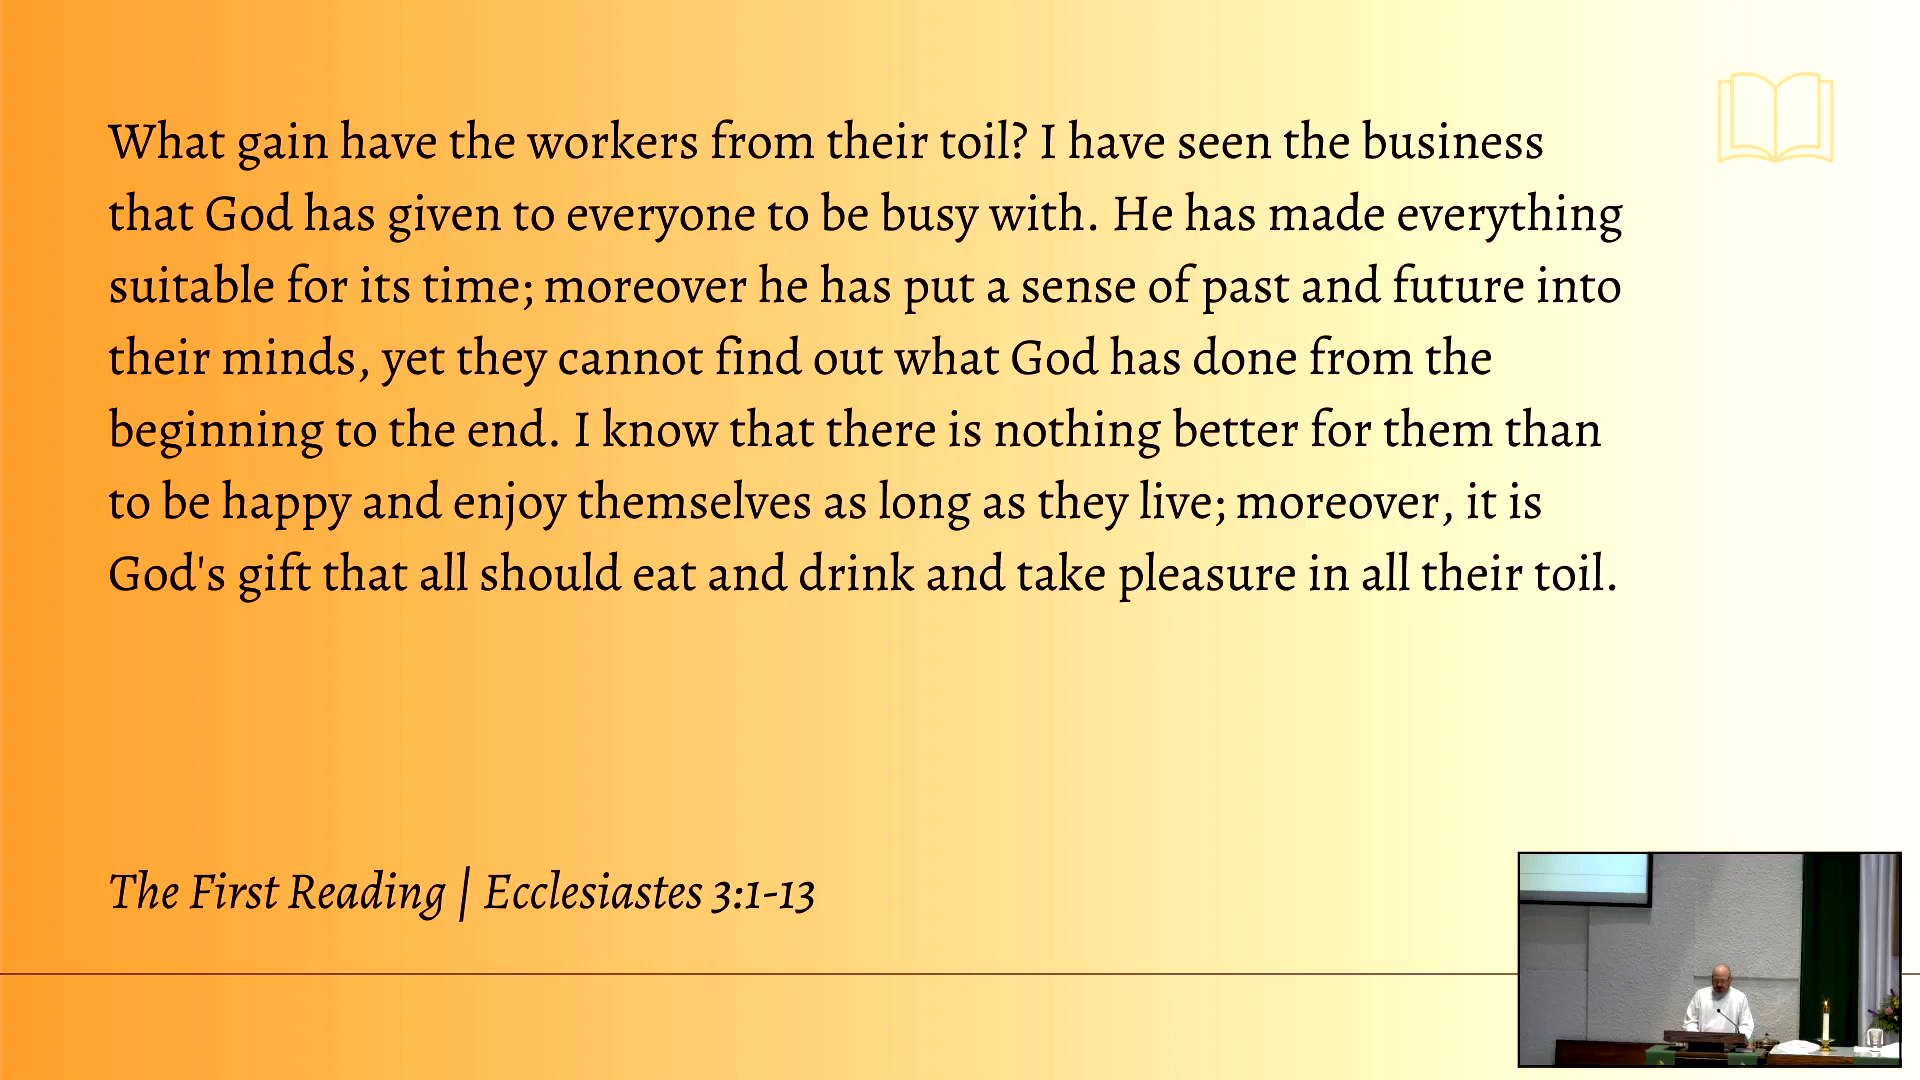 What gain have the workers from their toil? I have seen the business
that God has given to everyone to be busy with. He has made everything
suitable for its time; moreover he has put a sense of past and future into
their minds, yet they cannot find out what God has done from the
beginning to the end. I know that there is nothing better for them than
to be happy and enjoy themselves as long as they live; moreover, it is
God's gift that all should eat and drink and take pleasure in all their toil.
The First Reading | Ecclesiastes 3:1-13